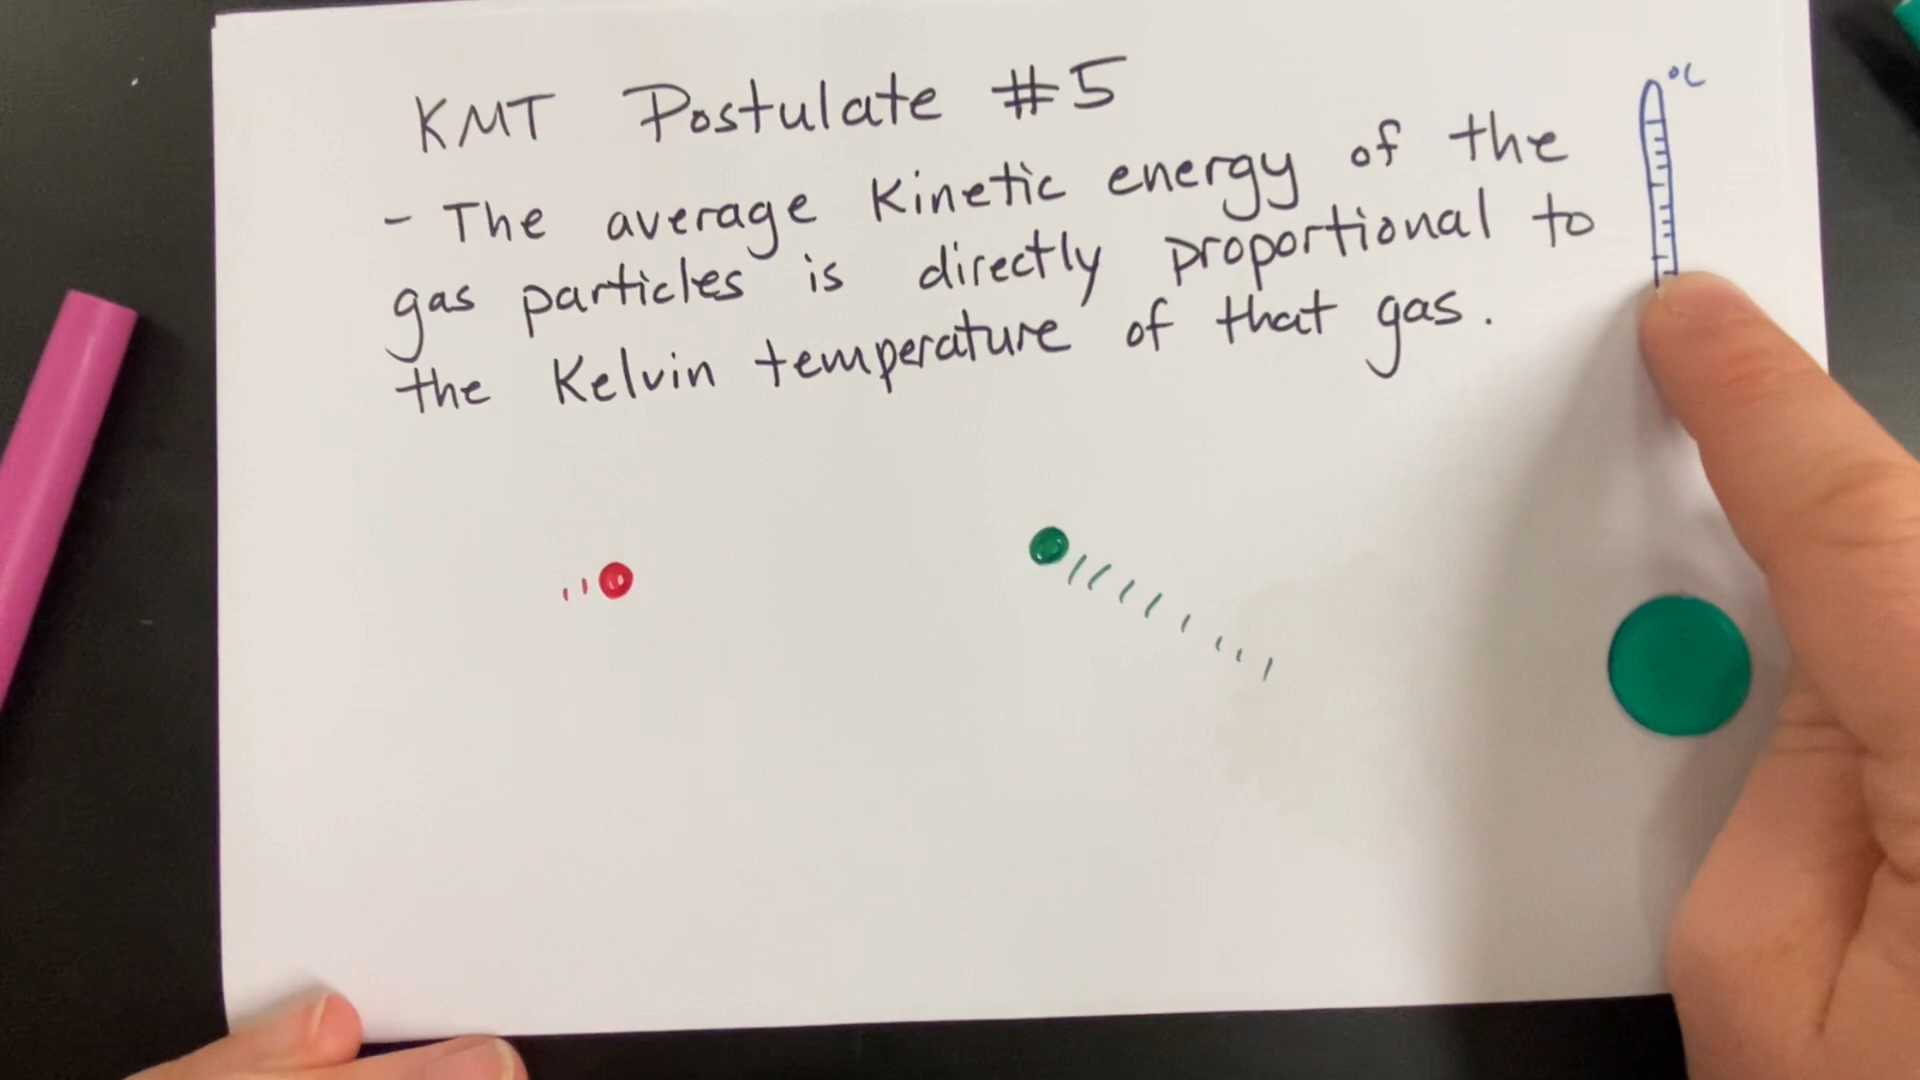 KMT Postulate #5
- The average kinetic energy of the
gas particles is directly proportional to
the Kelvin temperature of that gas.
°C